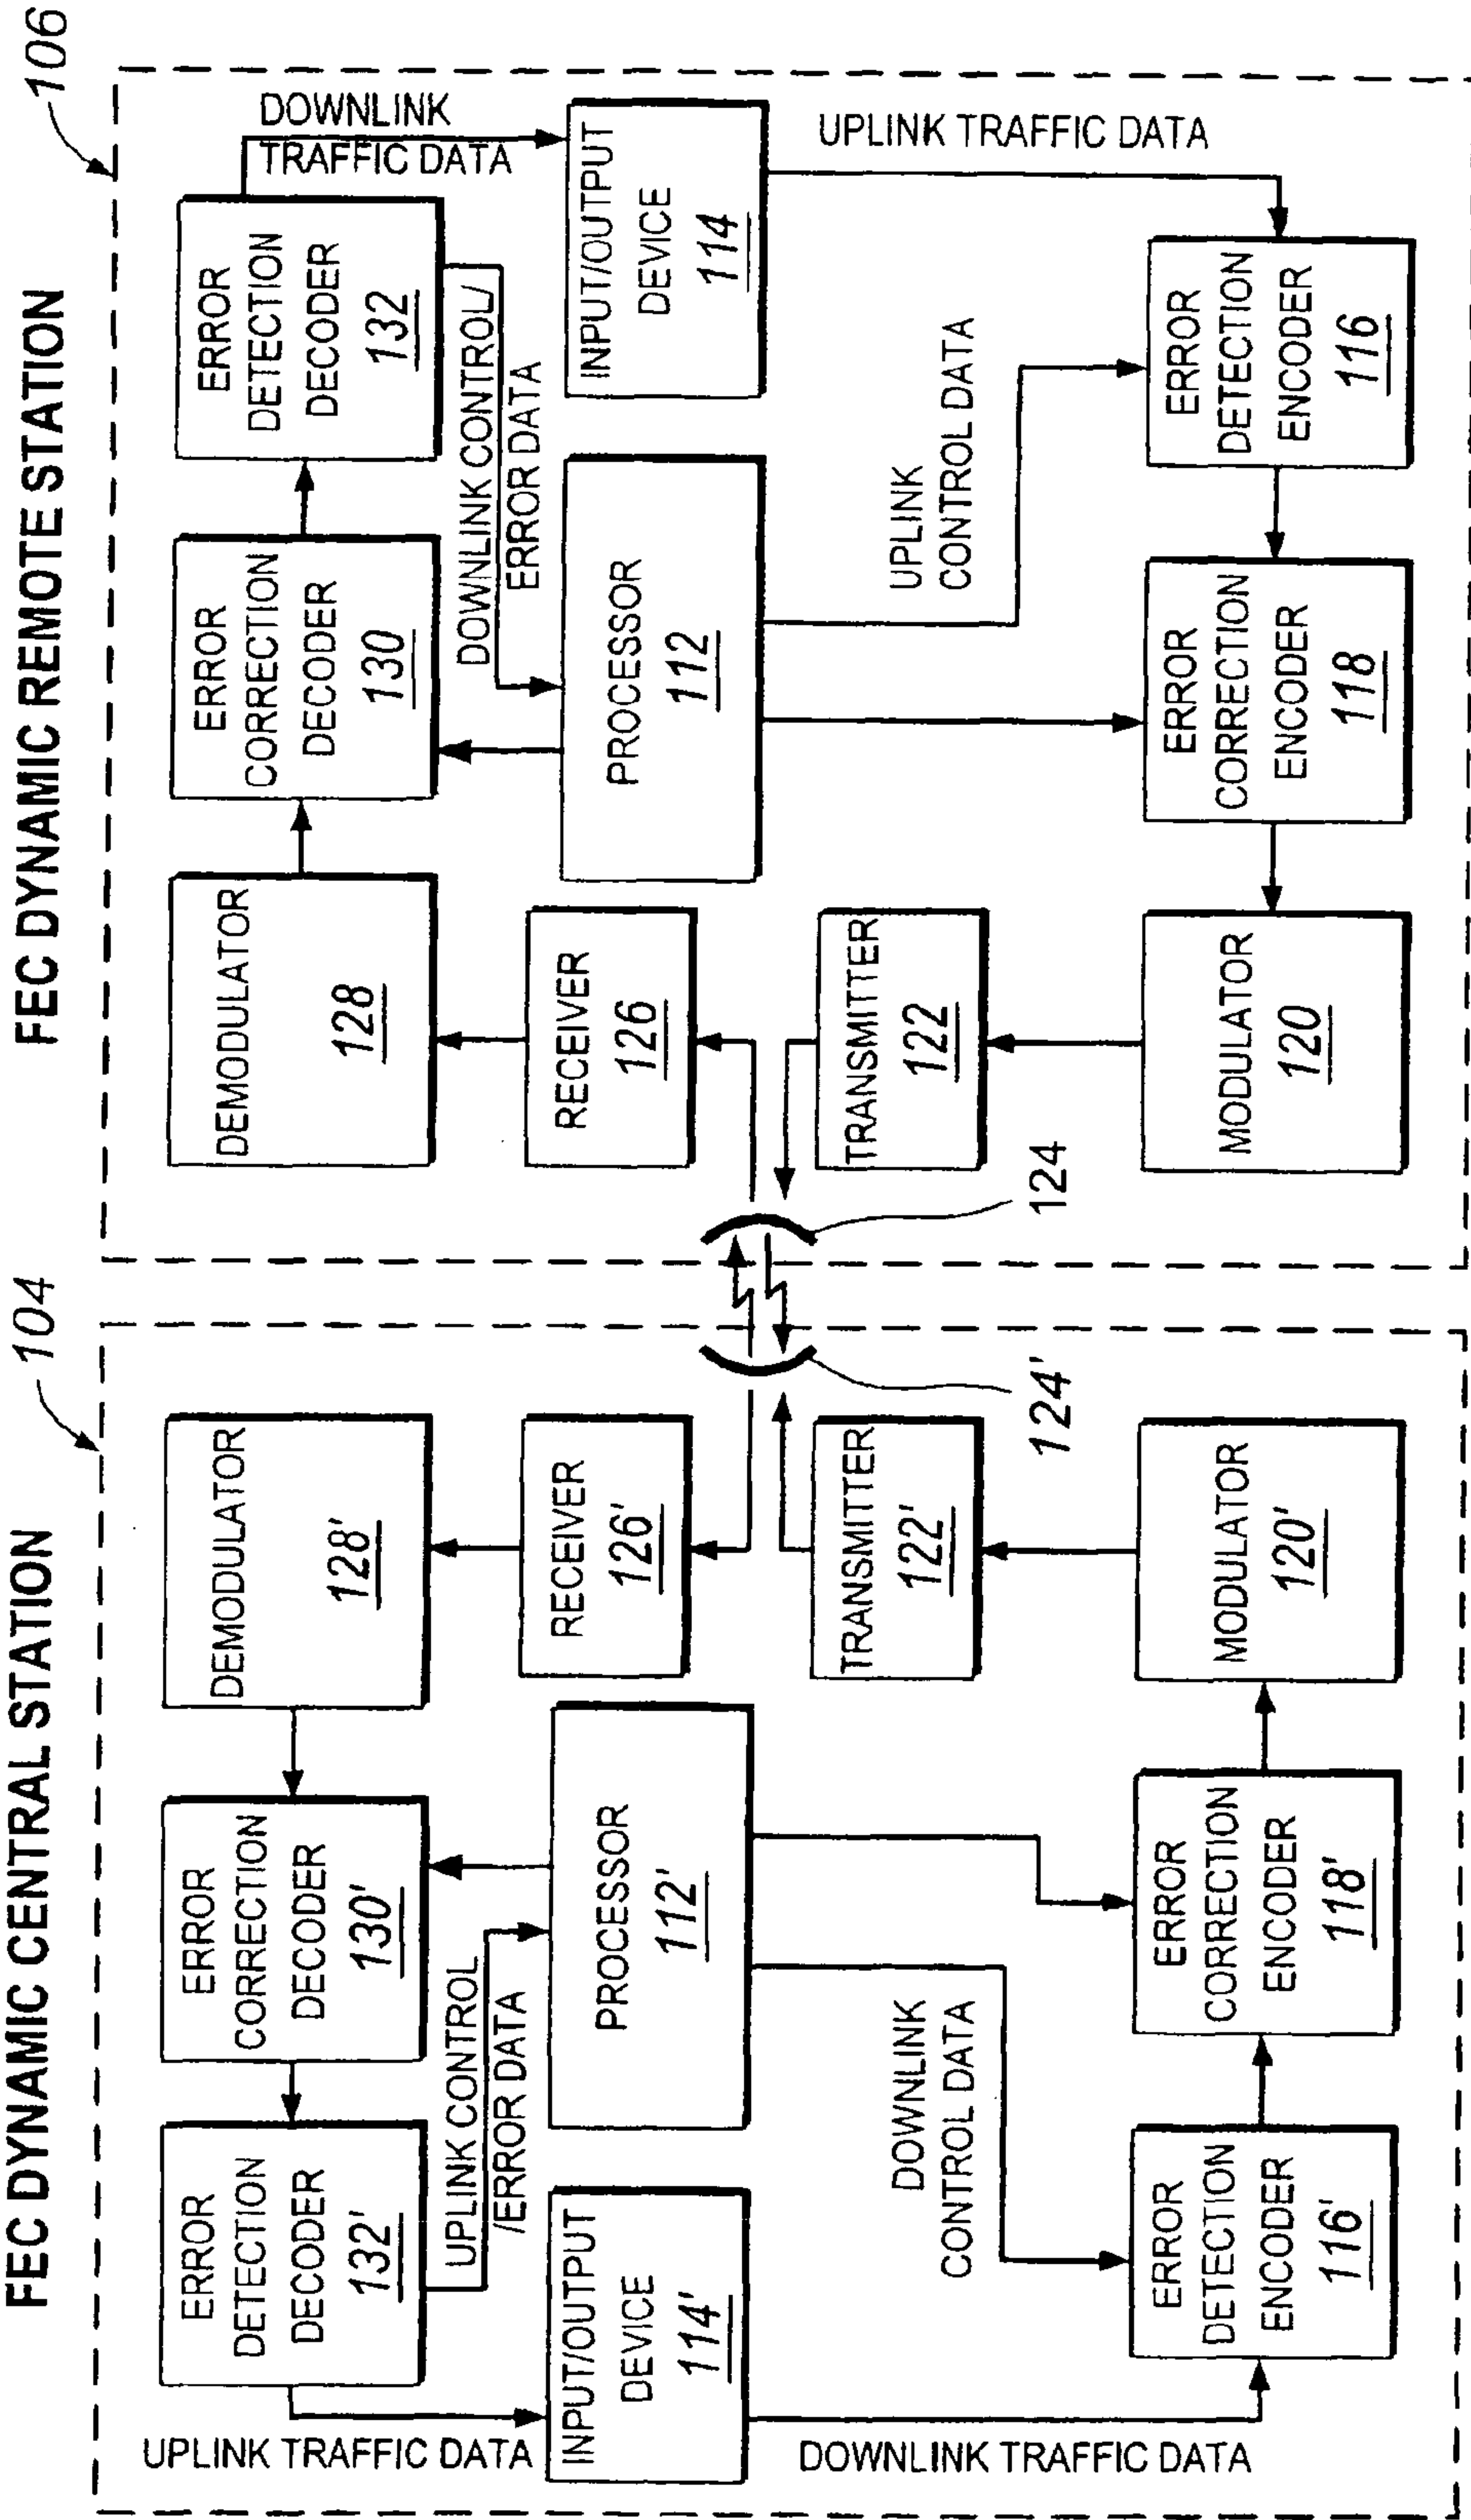 FEC DYNAMIC CENTRAL STATION
104
ERROR
DETECTION
DECODER
132'
ERROR
CORRECTION
DECODER
130'
DEMODULATOR
128'
UPLINK TRAFFIC DATA
UPLINK CONTROL
/ERROR DATA
INPUT/OUTPUT
DEVICE
114'
PROCESSOR
112'
RECEIVER
126'
TRANSMITTER
122'
124'
DOWNLINK TRAFFIC DATA
DOWNLINK
CONTROL DATA
ERROR
DETECTION
ENCODER
116'
ERROR
CORRECTION
ENCODER
118'
MODULATOR
120'
FEC DYNAMIC REMOTE STATION
106
DEMODULATOR
128
ERROR
CORRECTION
DECODER
130
ERROR
DETECTION
DECODER
132
DOWNLINK
TRAFFIC DATA
DOWNLINK CONTROL/
ERROR DATA
RECEIVER
126
PROCESSOR
112
INPUT/OUTPUT
DEVICE
114
TRANSMITTER
122
124
UPLINK
CONTROL DATA
UPLINK TRAFFIC DATA
MODULATOR
120
ERROR
CORRECTION
ENCODER
118
ERROR
DETECTION
ENCODER
116